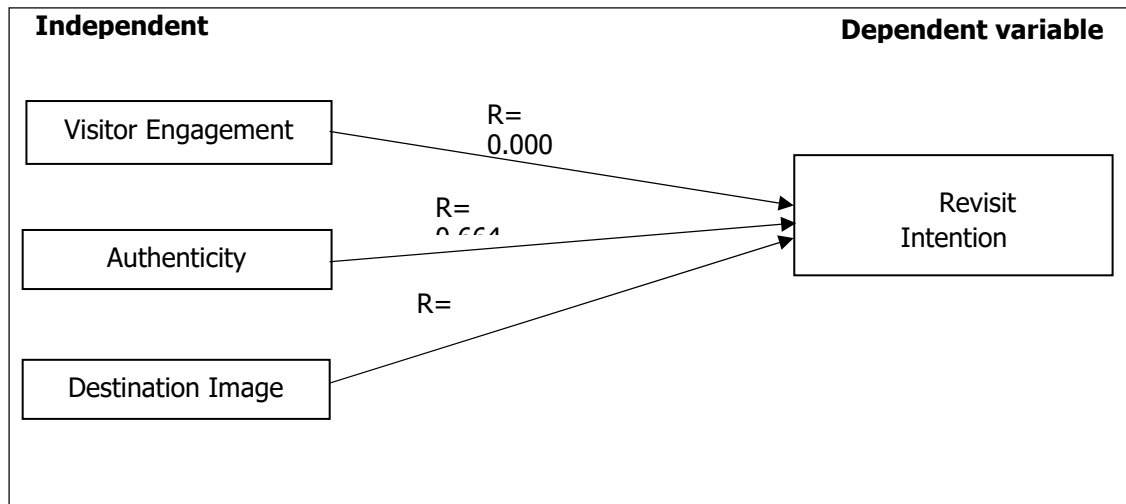 Independent
Dependent variable
Visitor Engagement
R=
0.000
Revisit
Intention
R=
Authenticity
R=
Destination Image